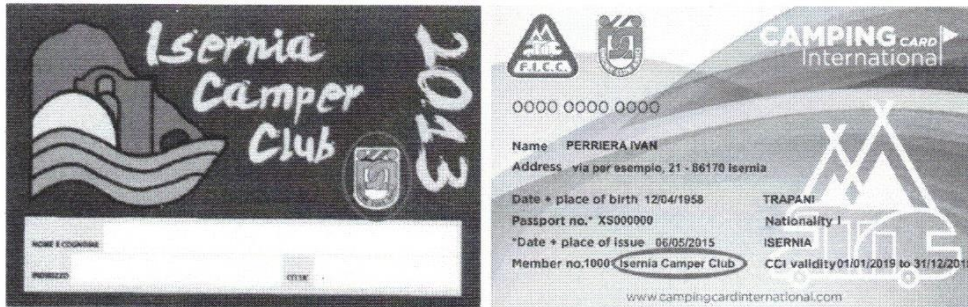 Isernia
Camper
Club
2013
NOME E COGNOME
INDIRIZZO
CITTA'
F.I.C.C.
CAMPING CARD
International
0000 0000 0000
Name PERRIERA IVAN
Address via per esempio, 21 - 86170 Isernia
Date + place of birth 12/04/1958 TRAPANI
Passport no.* XS000000 Nationality I
*Date + place of issue 06/05/2015 ISERNIA
Member no.1000 Isernia Camper Club CCI validity 01/01/2019 to 31/12/201
www.campingcardinternational.com